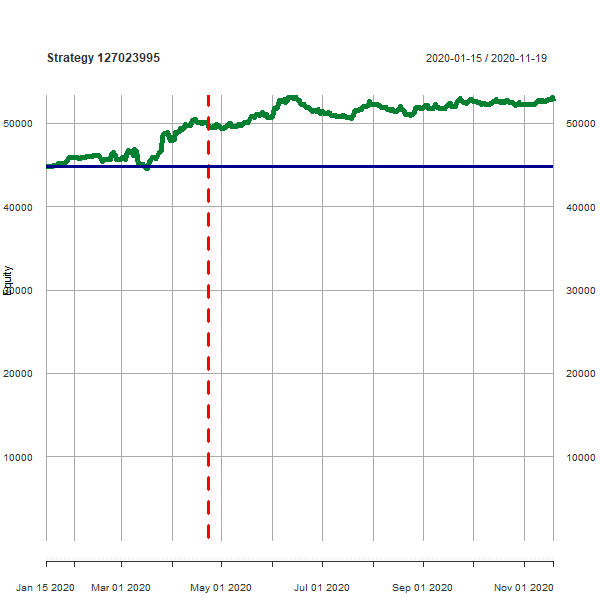 Strategy 127023995
2020-01-15 / 2020-11-19
50000
50000
40000
40000
Equity
30000
30000
20000
20000
10000
10000
Jan 15 2020
Mar 01 2020
May 01 2020
Jul 01 2020
Sep 01 2020
Nov 01 2020